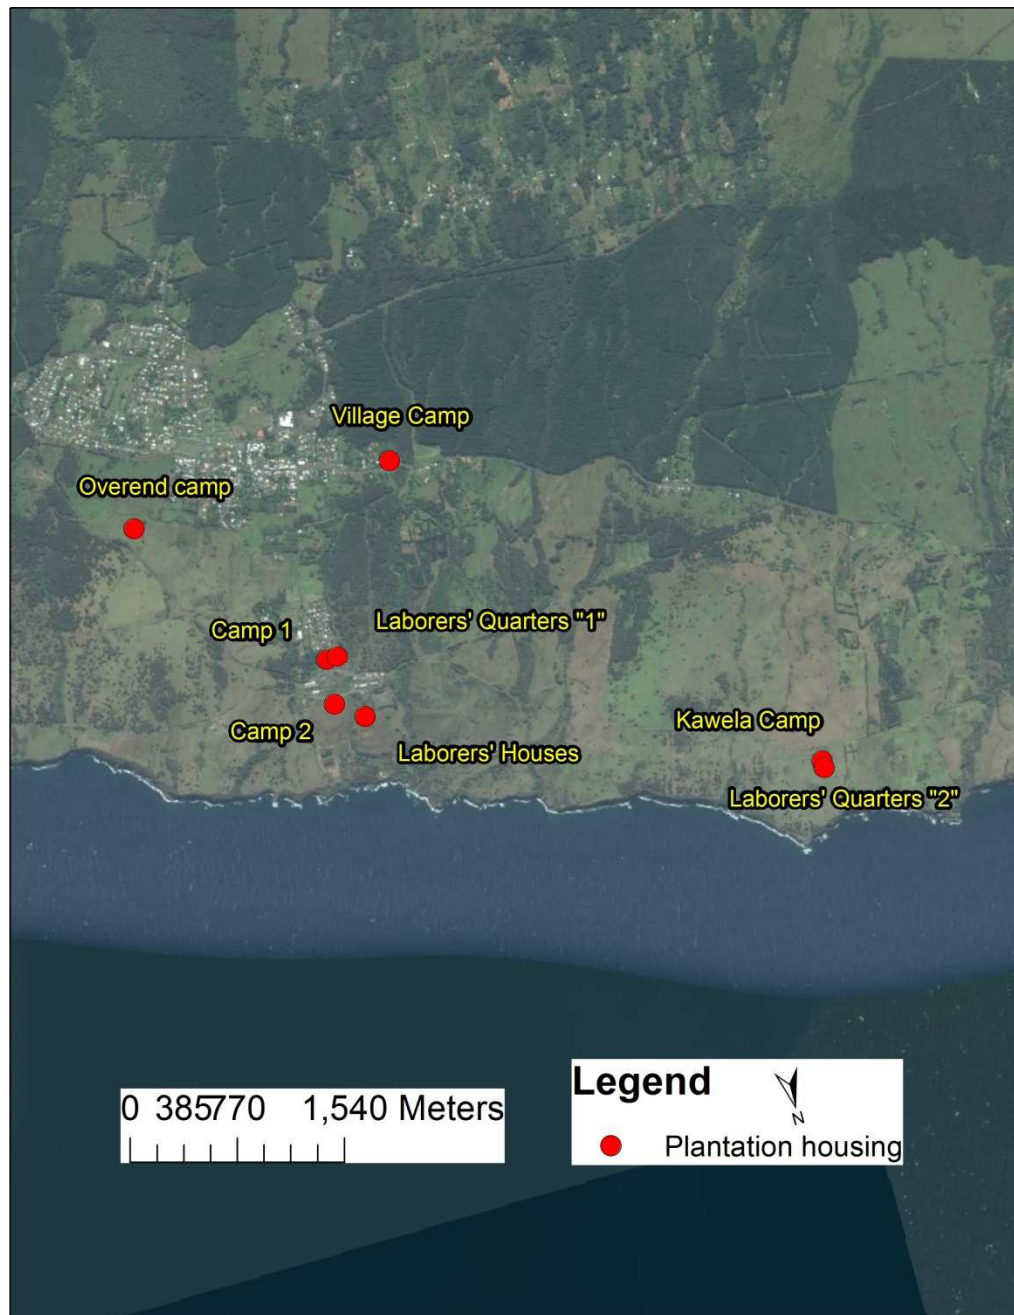 Village Camp
Overend camp
Camp 1
Laborers' Quarters "1"
Camp 2
Laborers' Houses
Kawela Camp
Laborers' Quarters "2"
0 385770 1,540 Meters
Legend
N
Plantation housing